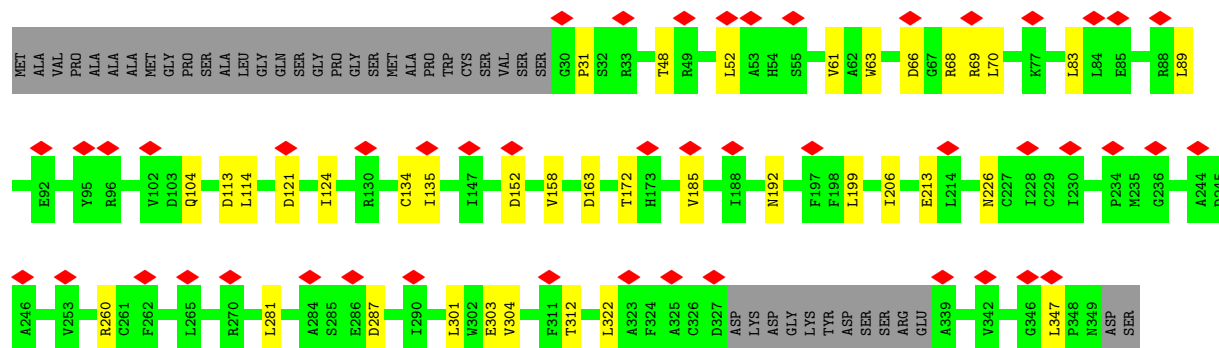 MET ALA VAL PRO ALA ALA ALA MET GLY PRO SER ALA LEU GLY GLN SER GLY PRO GLY SER MET ALA PRO TRP CYS SER VAL SER SER G30 P31 S32 R33 T48 R49 L52 A53 H54 S55 V61 A62 W63 D66 G67 R68 R69 L70 K77 L83 L84 E85 R88 L89
E92 Y95 R96 V102 D103 Q104 D113 L114 D121 I124 R130 C134 I135 I147 D152 V158 D163 T172 H173 V185 I188 N192 F197 F198 L199 I206 E213 L214 N226 C227 I228 C229 I230 P234 M235 G236 A244 D245
A246 V253 R260 C261 F262 L265 R270 L281 A284 S285 E286 D287 I290 L301 W302 E303 V304 F311 T312 L322 A323 F324 A325 C326 D327 ASP LYS ASP GLY LYS TYR ASP SER SER ARG GLU A339 V342 G346 L347 P348 N349 ASP SER